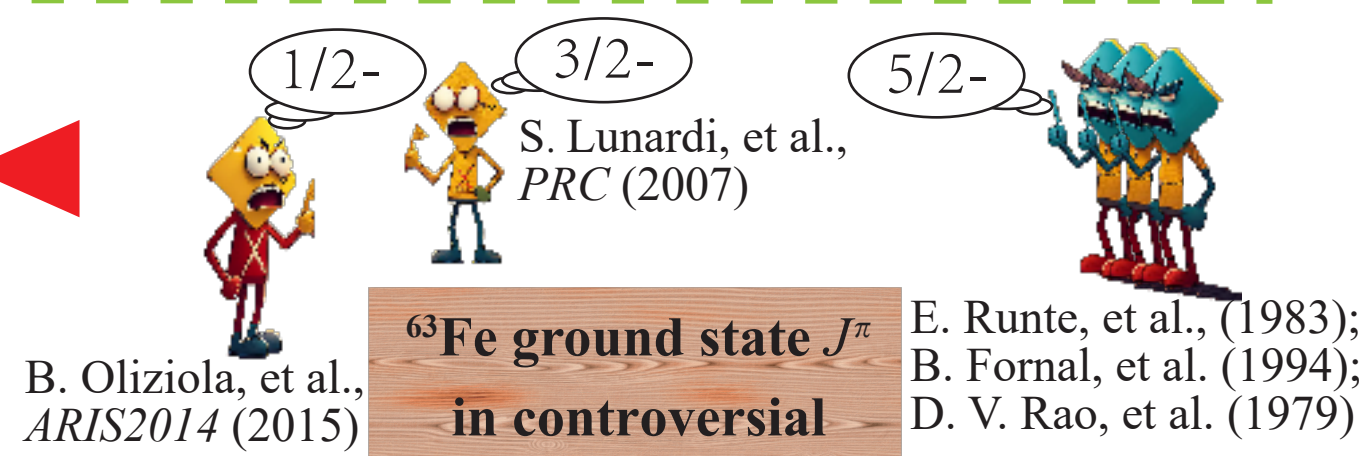 1/2-
3/2-
5/2-
S. Lunardi, et al.,
PRC (2007)
B. Oliziola, et al.,
ARIS2014 (2015)
⁶³Fe ground state Jᵖⁱ
in controversial
E. Runte, et al., (1983);
B. Fornal, et al. (1994);
D. V. Rao, et al. (1979)